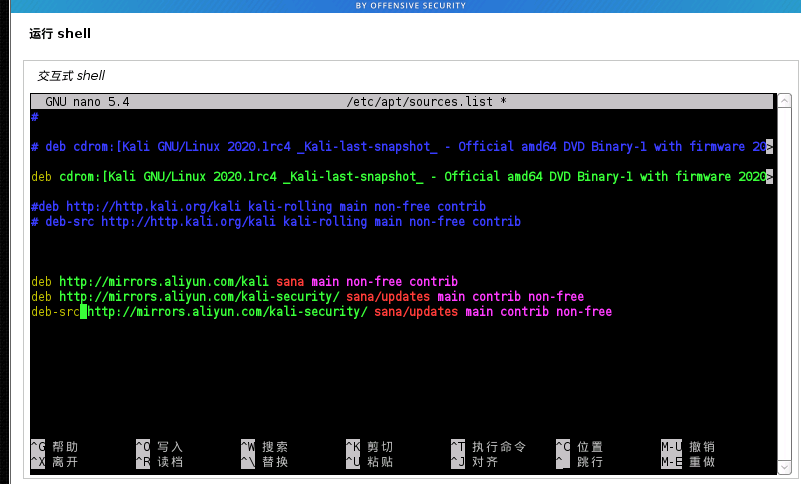 BY OFFENSIVE SECURITY
运行 shell
交互式 shell
GNU nano 5.4 /etc/apt/sources.list *
#
# deb cdrom:[Kali GNU/Linux 2020.1rc4 _Kali-last-snapshot_ - Official amd64 DVD Binary-1 with firmware 20>
deb cdrom:[Kali GNU/Linux 2020.1rc4 _Kali-last-snapshot_ - Official amd64 DVD Binary-1 with firmware 2020>
#deb http://http.kali.org/kali kali-rolling main non-free contrib
# deb-src http://http.kali.org/kali kali-rolling main non-free contrib
deb http://mirrors.aliyun.com/kali sana main non-free contrib
deb http://mirrors.aliyun.com/kali-security/ sana/updates main contrib non-free
deb-src http://mirrors.aliyun.com/kali-security/ sana/updates main contrib non-free
^G 帮助 ^O 写入 ^W 搜索 ^K 剪切 ^T 执行命令 ^C 位置 M-U 撤销
^X 离开 ^R 读档 ^\ 替换 ^U 粘贴 ^J 对齐 ^_ 跳行 M-E 重做